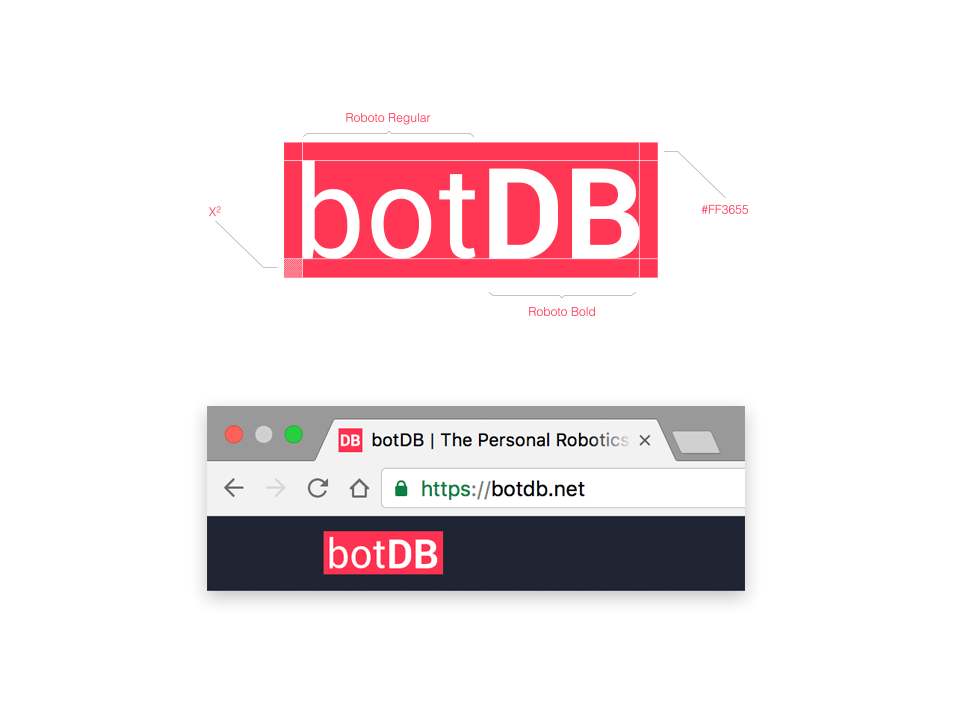 Roboto Regular
botDB
X²
#FF3655
Roboto Bold
DB botDB | The Personal Robotics
https://botdb.net
botDB